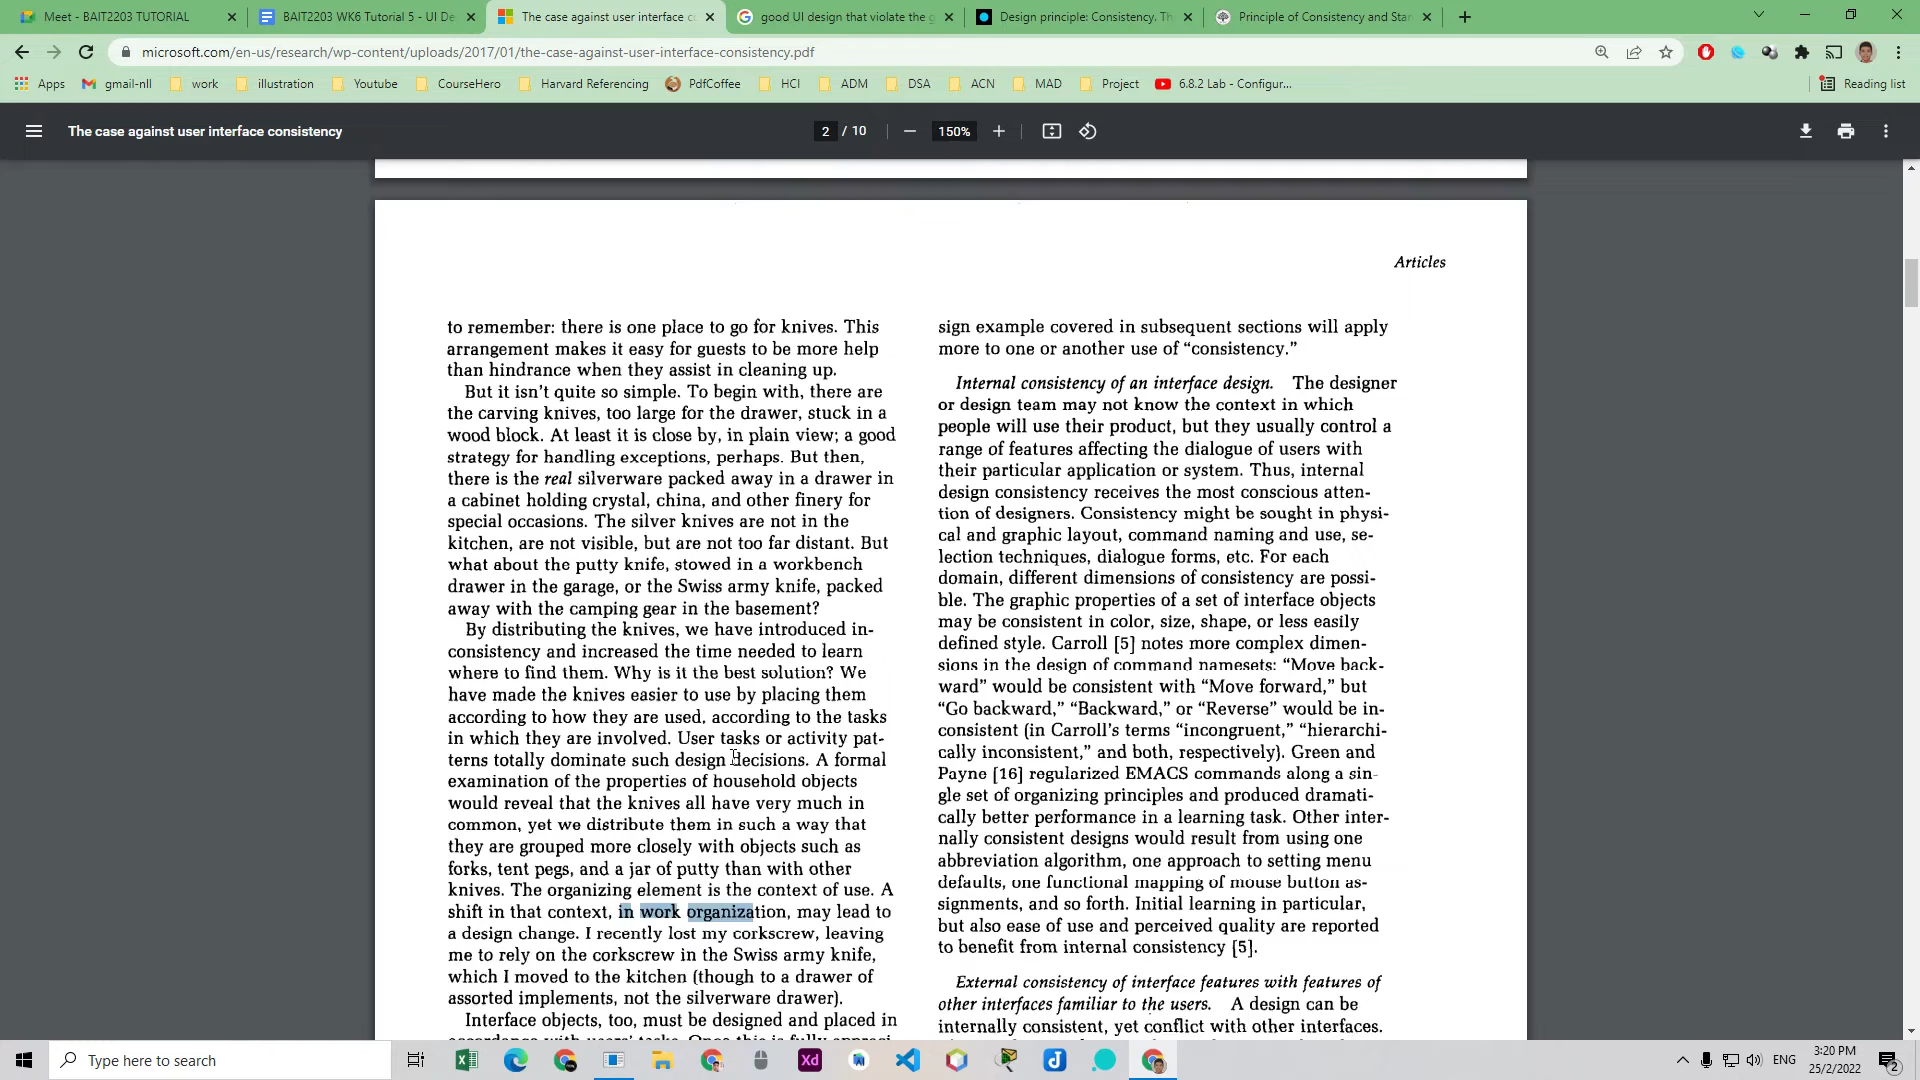 Meet - BAIT2203 TUTORIAL
BAIT2203 WK6 Tutorial 5 - UI De
The case against user interface c
good UI design that violate the g
Design principle: Consistency. Th
Principle of Consistency and Star
microsoft.com/en-us/research/wp-content/uploads/2017/01/the-case-against-user-interface-consistency.pdf
Apps
gmail-nll
work
illustration
Youtube
CourseHero
Harvard Referencing
PdfCoffee
HCI
ADM
DSA
ACN
MAD
Project
6.8.2 Lab - Configur...
Reading list
The case against user interface consistency
2 / 10
150%
Articles
to remember: there is one place to go for knives. This
arrangement makes it easy for guests to be more help
than hindrance when they assist in cleaning up.
But it isn't quite so simple. To begin with, there are
the carving knives, too large for the drawer, stuck in a
wood block. At least it is close by, in plain view; a good
strategy for handling exceptions, perhaps. But then,
there is the real silverware packed away in a drawer in
a cabinet holding crystal, china, and other finery for
special occasions. The silver knives are not in the
kitchen, are not visible, but are not too far distant. But
what about the putty knife, stowed in a workbench
drawer in the garage, or the Swiss army knife, packed
away with the camping gear in the basement?
By distributing the knives, we have introduced in-
consistency and increased the time needed to learn
where to find them. Why is it the best solution? We
have made the knives easier to use by placing them
according to how they are used, according to the tasks
in which they are involved. User tasks or activity pat-
terns totally dominate such design decisions. A formal
examination of the properties of household objects
would reveal that the knives all have very much in
common, yet we distribute them in such a way that
they are grouped more closely with objects such as
forks, tent pegs, and a jar of putty than with other
knives. The organizing element is the context of use. A
shift in that context, in work organization, may lead to
a design change. I recently lost my corkscrew, leaving
me to rely on the corkscrew in the Swiss army knife,
which I moved to the kitchen (though to a drawer of
assorted implements, not the silverware drawer).
Interface objects, too, must be designed and placed in
accordance with users' tasks. Once this is fully appreci-
sign example covered in subsequent sections will apply
more to one or another use of “consistency.”
Internal consistency of an interface design. The designer
or design team may not know the context in which
people will use their product, but they usually control a
range of features affecting the dialogue of users with
their particular application or system. Thus, internal
design consistency receives the most conscious atten-
tion of designers. Consistency might be sought in physi-
cal and graphic layout, command naming and use, se-
lection techniques, dialogue forms, etc. For each
domain, different dimensions of consistency are possi-
ble. The graphic properties of a set of interface objects
may be consistent in color, size, shape, or less easily
defined style. Carroll [5] notes more complex dimen-
sions in the design of command namesets: “Move back-
ward” would be consistent with “Move forward,” but
“Go backward,” “Backward,” or “Reverse” would be in-
consistent (in Carroll's terms “incongruent,” “hierarchi-
cally inconsistent,” and both, respectively). Green and
Payne [16] regularized EMACS commands along a sin-
gle set of organizing principles and produced dramati-
cally better performance in a learning task. Other inter-
nally consistent designs would result from using one
abbreviation algorithm, one approach to setting menu
defaults, one functional mapping of mouse button as-
signments, and so forth. Initial learning in particular,
but also ease of use and perceived quality are reported
to benefit from internal consistency [5].
External consistency of interface features with features of
other interfaces familiar to the users. A design can be
internally consistent, yet conflict with other interfaces.
Type here to search
Xd
ENG
3:20 PM
25/2/2022
2